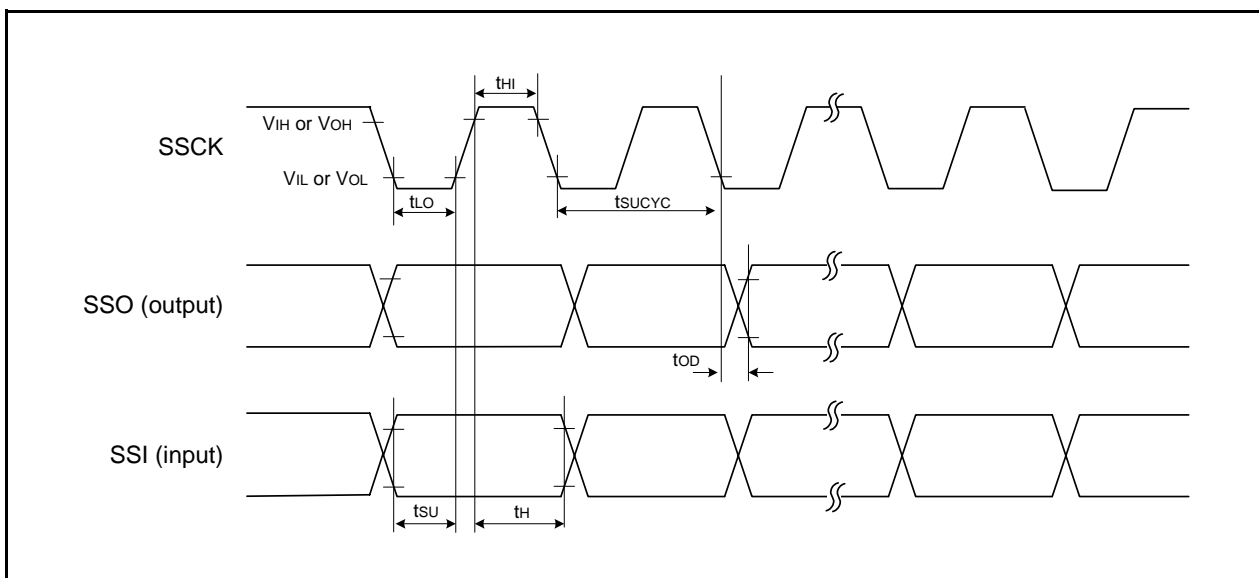 tHI
VIH or VOH
SSCK
VIL or VOL
tLO
tSUCYC
SSO (output)
tOD
SSI (input)
tSU
tH